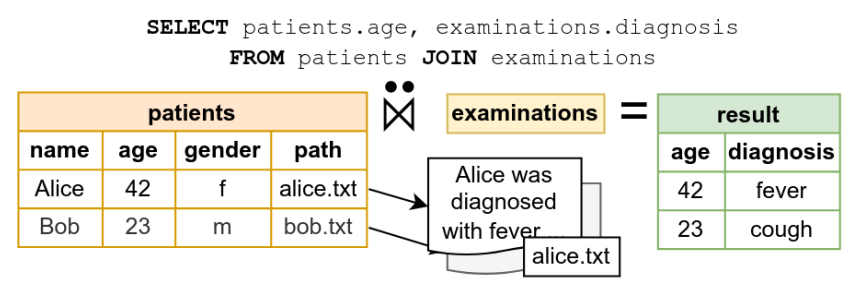 SELECT patients.age, examinations.diagnosis
FROM patients JOIN examinations
patients
name age gender path
Alice 42 f alice.txt
Bob 23 m bob.txt
⋈
examinations
=
Alice was
diagnosed
with fever...
alice.txt
result
age diagnosis
42 fever
23 cough